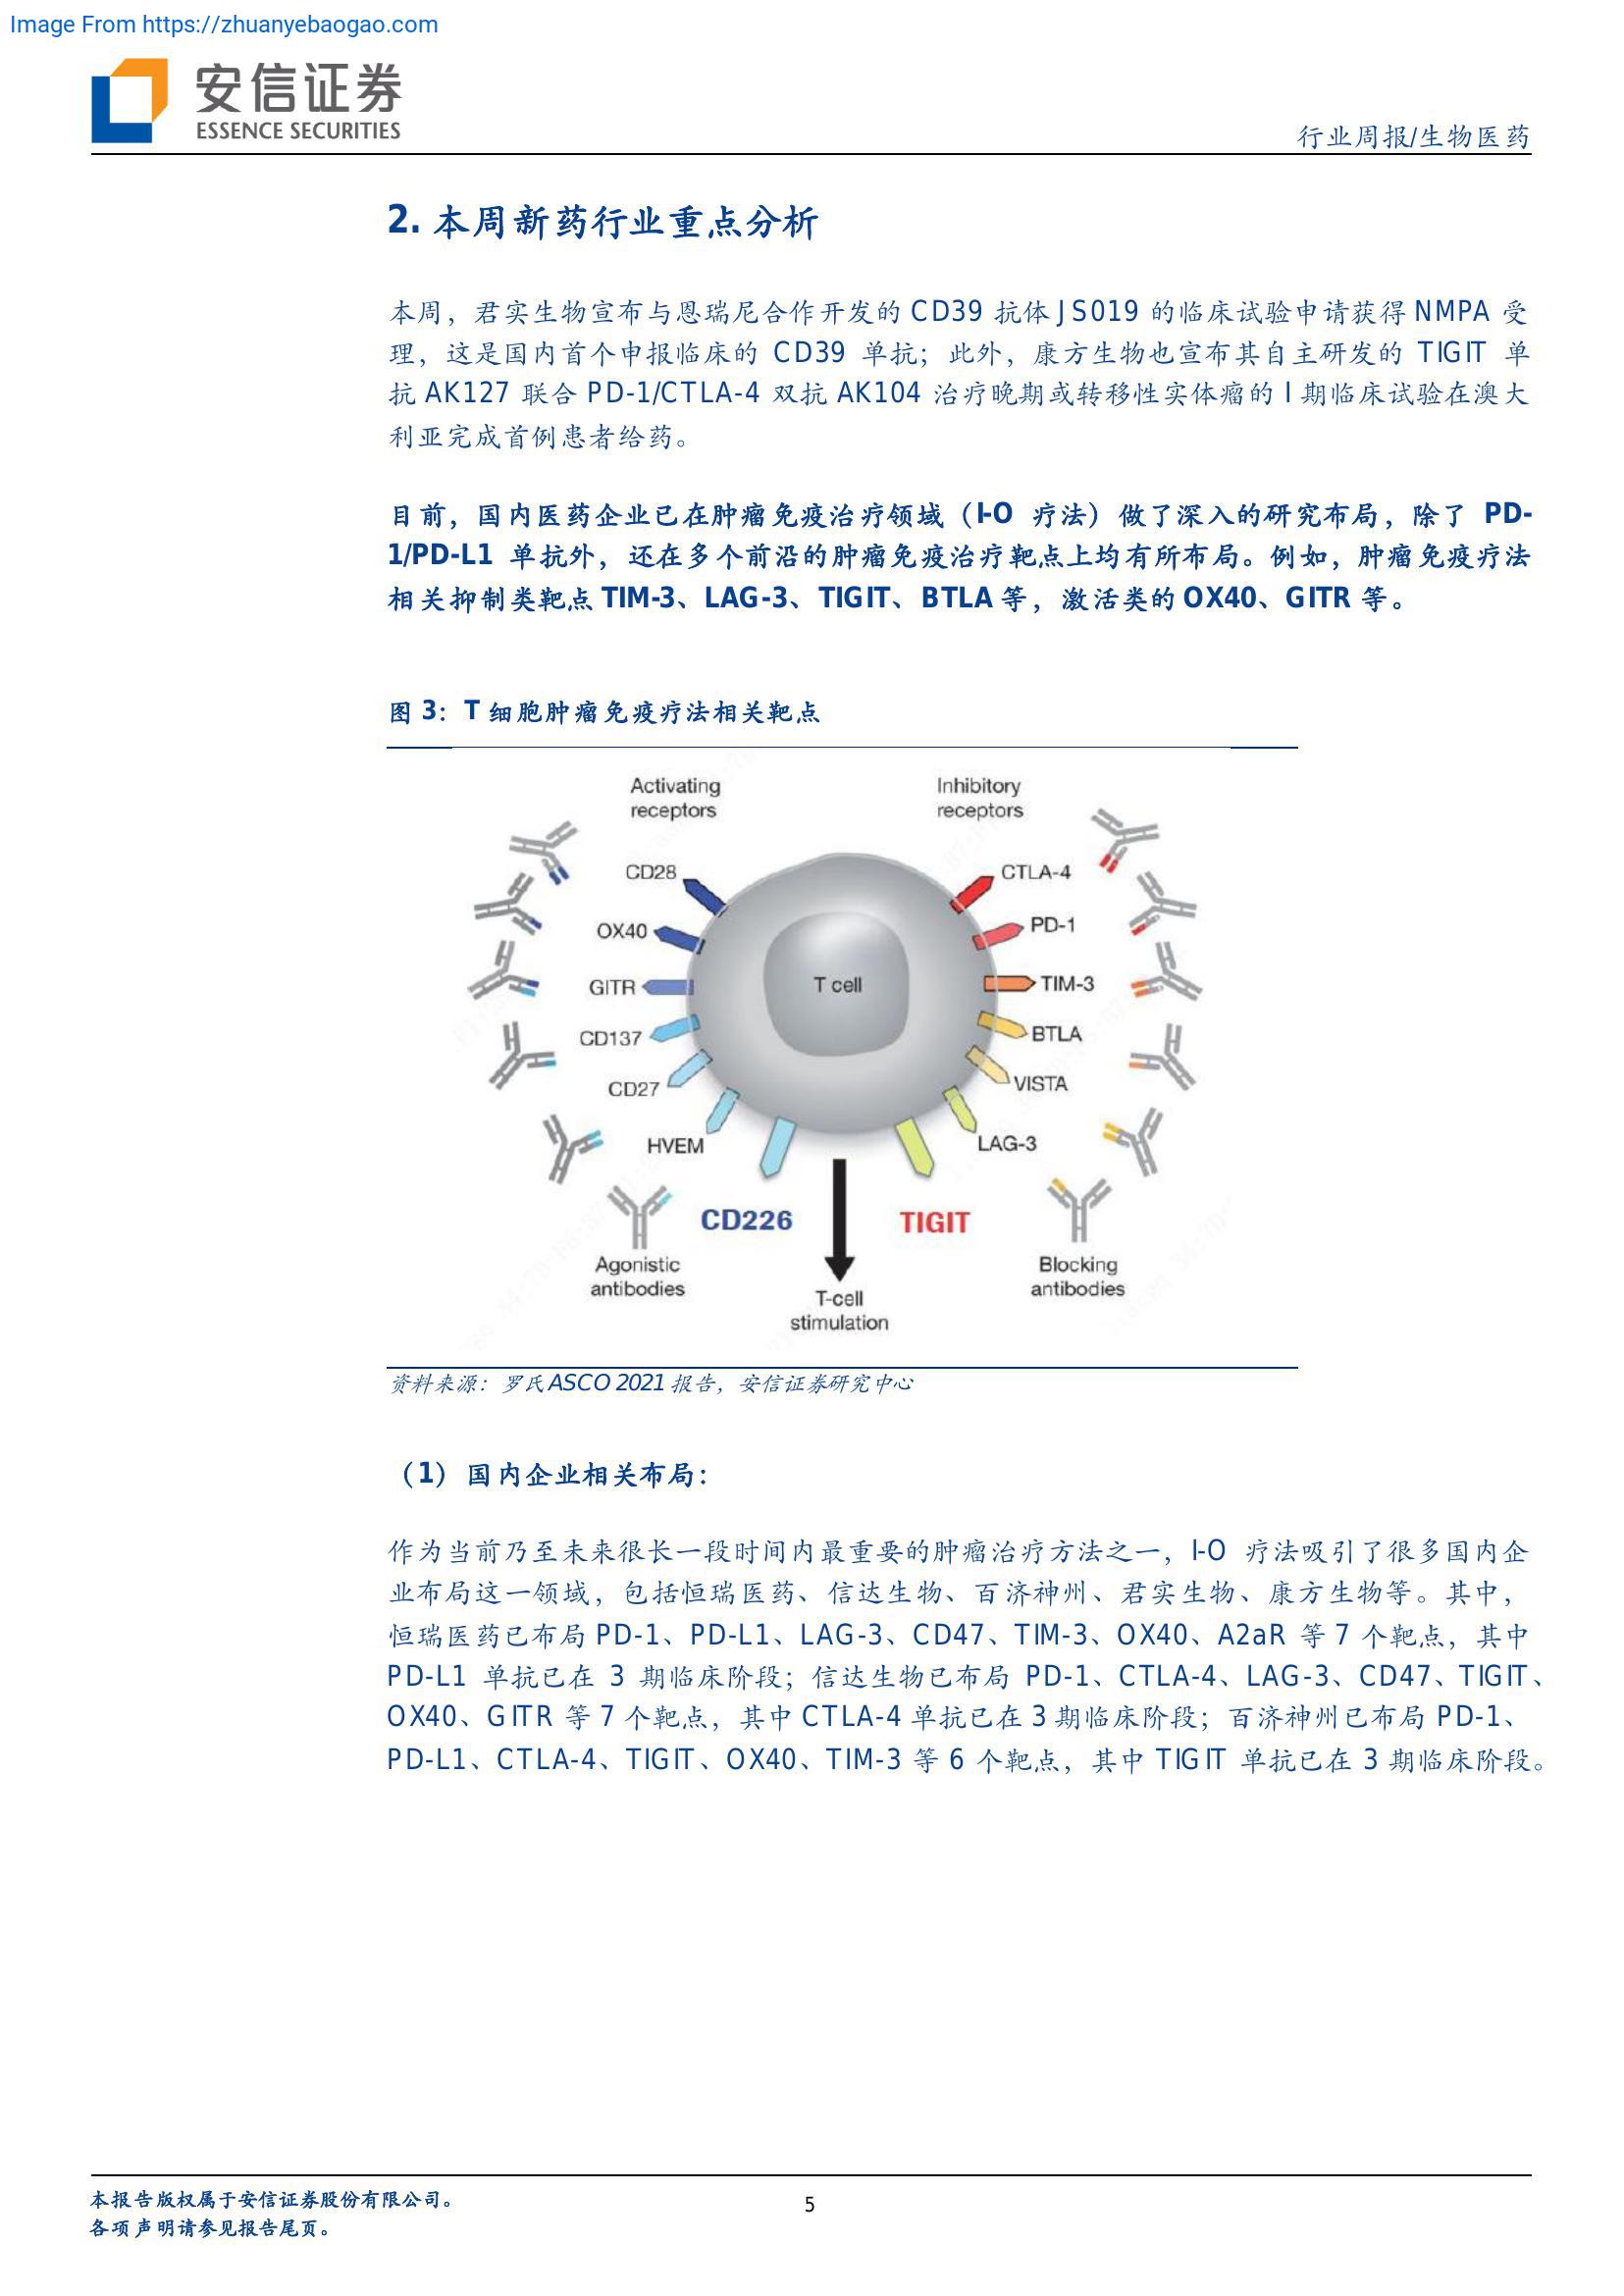 Image From https://zhuanyebaogao.com
安信证券
ESSENCE SECURITIES
行业周报/生物医药
2. 本周新药行业重点分析
本周，君实生物宣布与恩瑞尼合作开发的 CD39 抗体 JS019 的临床试验申请获得 NMPA 受
理，这是国内首个申报临床的 CD39 单抗；此外，康方生物也宣布其自主研发的 TIGIT 单
抗 AK127 联合 PD-1/CTLA-4 双抗 AK104 治疗晚期或转移性实体瘤的 I 期临床试验在澳大
利亚完成首例患者给药。
目前，国内医药企业已在肿瘤免疫治疗领域（I-O 疗法）做了深入的研究布局，除了 PD-
1/PD-L1 单抗外，还在多个前沿的肿瘤免疫治疗靶点上均有所布局。例如，肿瘤免疫疗法
相关抑制类靶点 TIM-3、LAG-3、TIGIT、BTLA 等，激活类的 OX40、GITR 等。
图 3：T 细胞肿瘤免疫疗法相关靶点
Activating
receptors
Inhibitory
receptors
CD28
CTLA-4
OX40
PD-1
GITR
T cell
TIM-3
CD137
BTLA
CD27
VISTA
HVEM
LAG-3
CD226
TIGIT
Agonistic
antibodies
Blocking
antibodies
T-cell
stimulation
资料来源：罗氏 ASCO 2021 报告，安信证券研究中心
（1）国内企业相关布局：
作为当前乃至未来很长一段时间内最重要的肿瘤治疗方法之一，I-O 疗法吸引了很多国内企
业布局这一领域，包括恒瑞医药、信达生物、百济神州、君实生物、康方生物等。其中，
恒瑞医药已布局 PD-1、PD-L1、LAG-3、CD47、TIM-3、OX40、A2aR 等 7 个靶点，其中
PD-L1 单抗已在 3 期临床阶段；信达生物已布局 PD-1、CTLA-4、LAG-3、CD47、TIGIT、
OX40、GITR 等 7 个靶点，其中 CTLA-4 单抗已在 3 期临床阶段；百济神州已布局 PD-1、
PD-L1、CTLA-4、TIGIT、OX40、TIM-3 等 6 个靶点，其中 TIGIT 单抗已在 3 期临床阶段。
本报告版权属于安信证券股份有限公司。
各项声明请参见报告尾页。
5